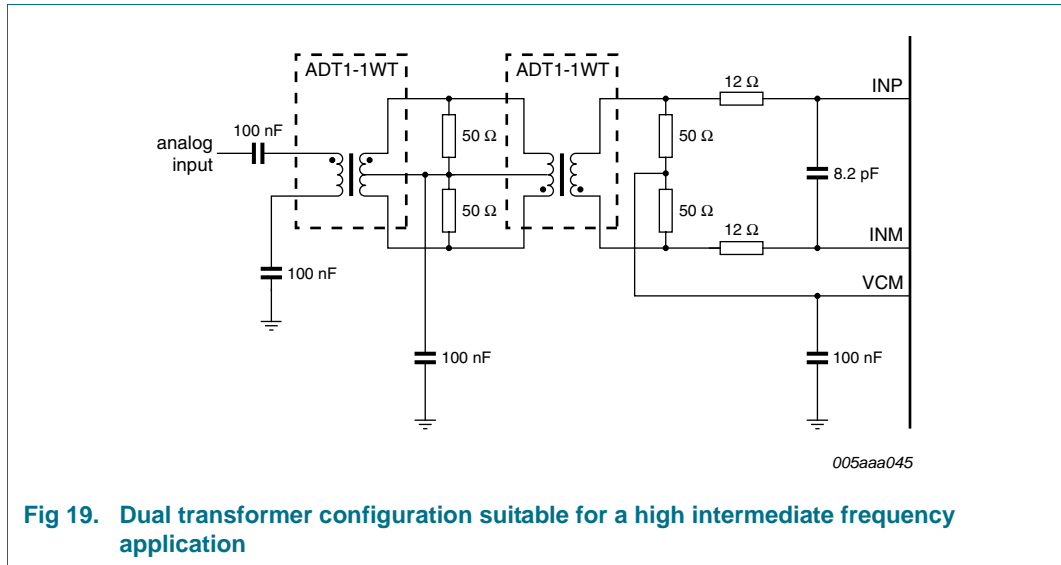 ADT1-1WT
ADT1-1WT
12 Ω
INP
100 nF
analog
input
50 Ω
50 Ω
8.2 pF
50 Ω
50 Ω
12 Ω
INM
100 nF
VCM
100 nF
100 nF
005aaa045
Fig 19. Dual transformer configuration suitable for a high intermediate frequency
application